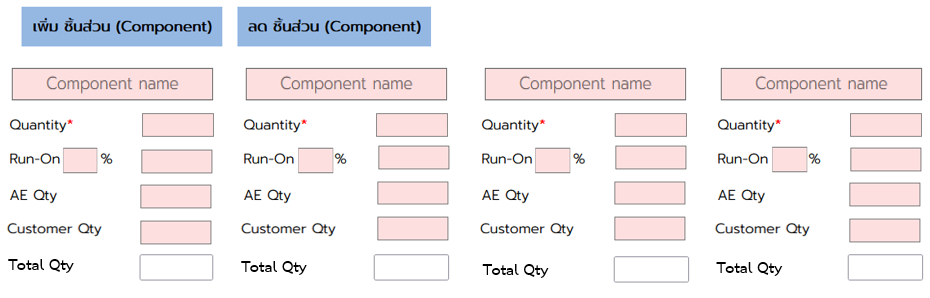 เพิ่ม ชิ้นส่วน (Component) ลด ชิ้นส่วน (Component)
Component name Component name Component name Component name
Quantity* Quantity* Quantity* Quantity*
Run-On % Run-On % Run-On % Run-On %
AE Qty AE Qty AE Qty AE Qty
Customer Qty Customer Qty Customer Qty Customer Qty
Total Qty Total Qty Total Qty Total Qty